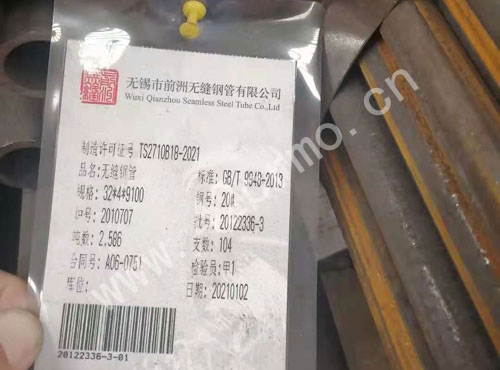 无锡市前洲无缝钢管有限公司
Wuxi Qianzhou Seamless Steel Tube Co.,Ltd
制造许可证号 TS2710B18-2021
品名:无缝钢管
标准: GB/T 9948-2013
规格: 32*4*9100
钢号: 20#
炉号: 2010707
批号: 20122336-3
吨数: 2.586
支数: 104
合同号: A06-0751
检验员:甲1
库位:
日期: 20210102
20122336-3-01